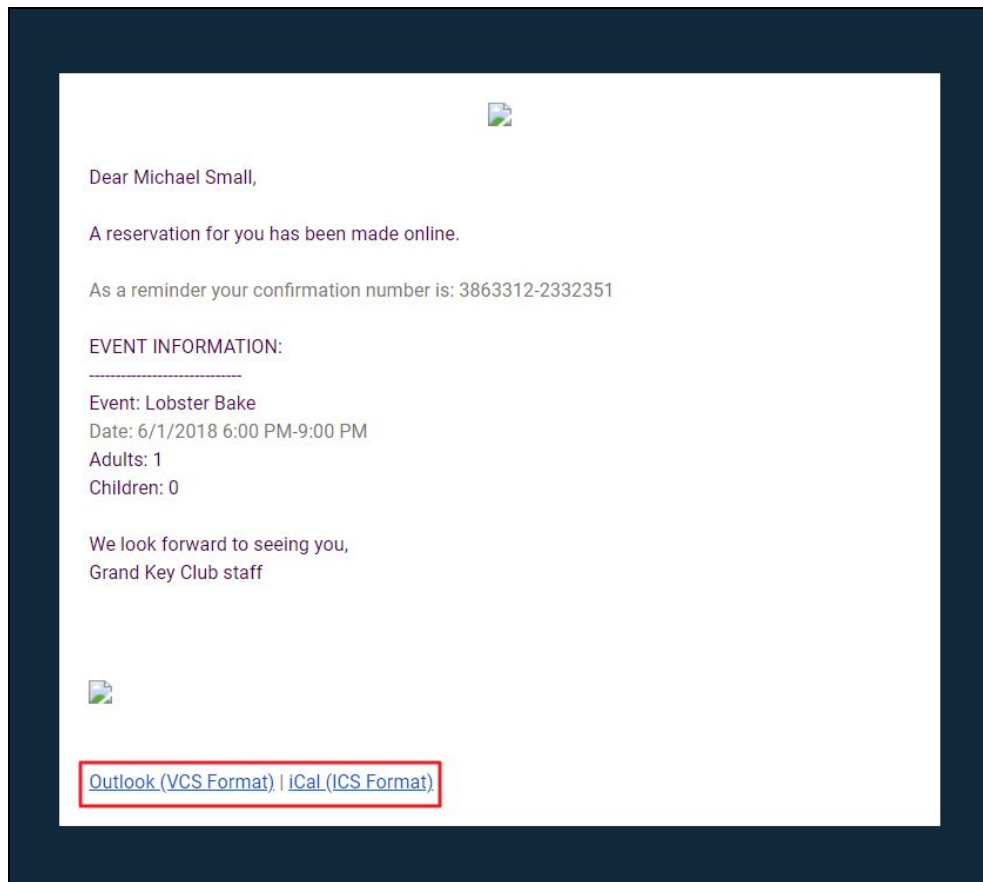 Dear Michael Small,
A reservation for you has been made online.
As a reminder your confirmation number is: 3863312-2332351
EVENT INFORMATION:
-----------------------------
Event: Lobster Bake
Date: 6/1/2018 6:00 PM-9:00 PM
Adults: 1
Children: 0
We look forward to seeing you,
Grand Key Club staff
Outlook (VCS Format) | iCal (ICS Format)